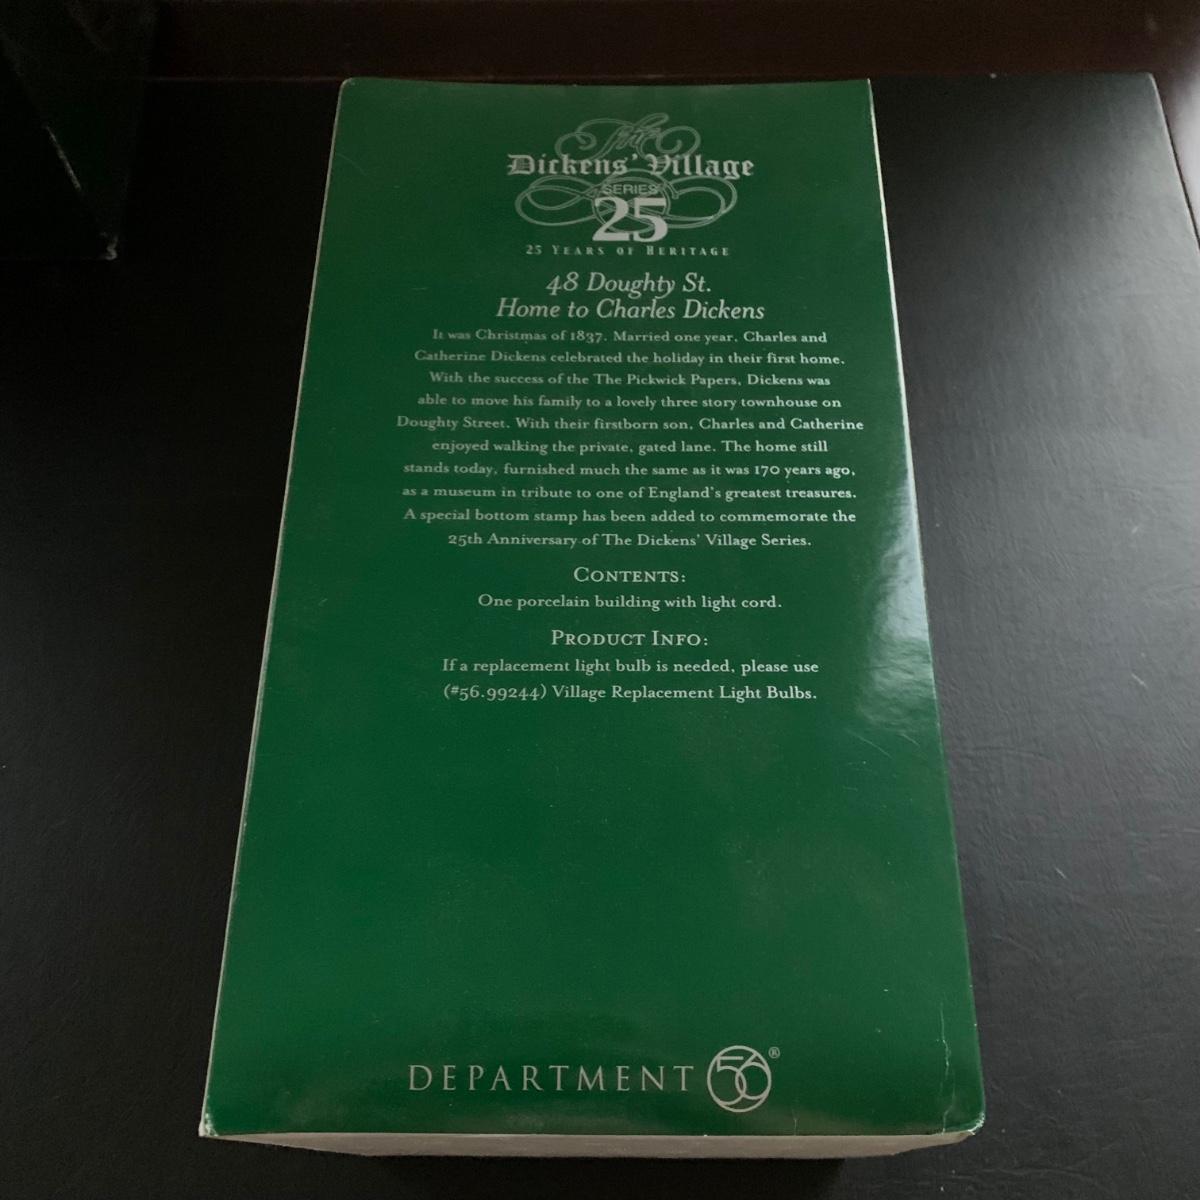 The
Dickens' Village
SERIES
25
25 YEARS OF HERITAGE
48 Doughty St.
Home to Charles Dickens
It was Christmas of 1837. Married one year, Charles and
Catherine Dickens celebrated the holiday in their first home.
With the success of the The Pickwick Papers, Dickens was
able to move his family to a lovely three story townhouse on
Doughty Street. With their firstborn son, Charles and Catherine
enjoyed walking the private, gated lane. The home still
stands today, furnished much the same as it was 170 years ago,
as a museum in tribute to one of England's greatest treasures.
A special bottom stamp has been added to commemorate the
25th Anniversary of The Dickens' Village Series.
CONTENTS:
One porcelain building with light cord.
PRODUCT INFO:
If a replacement light bulb is needed, please use
(#56.99244) Village Replacement Light Bulbs.
DEPARTMENT 56®